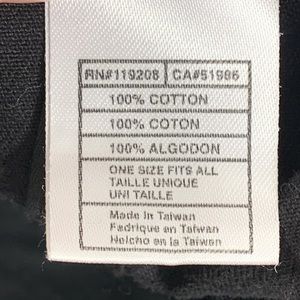 RN#119208 CA#51986
100% COTTON
100% COTON
100% ALGODON
ONE SIZE FITS ALL
TAILLE UNIQUE
UNI TAILLE
Made in Taiwan
Fadrique en Taiwan
Helcho en la Taiwan